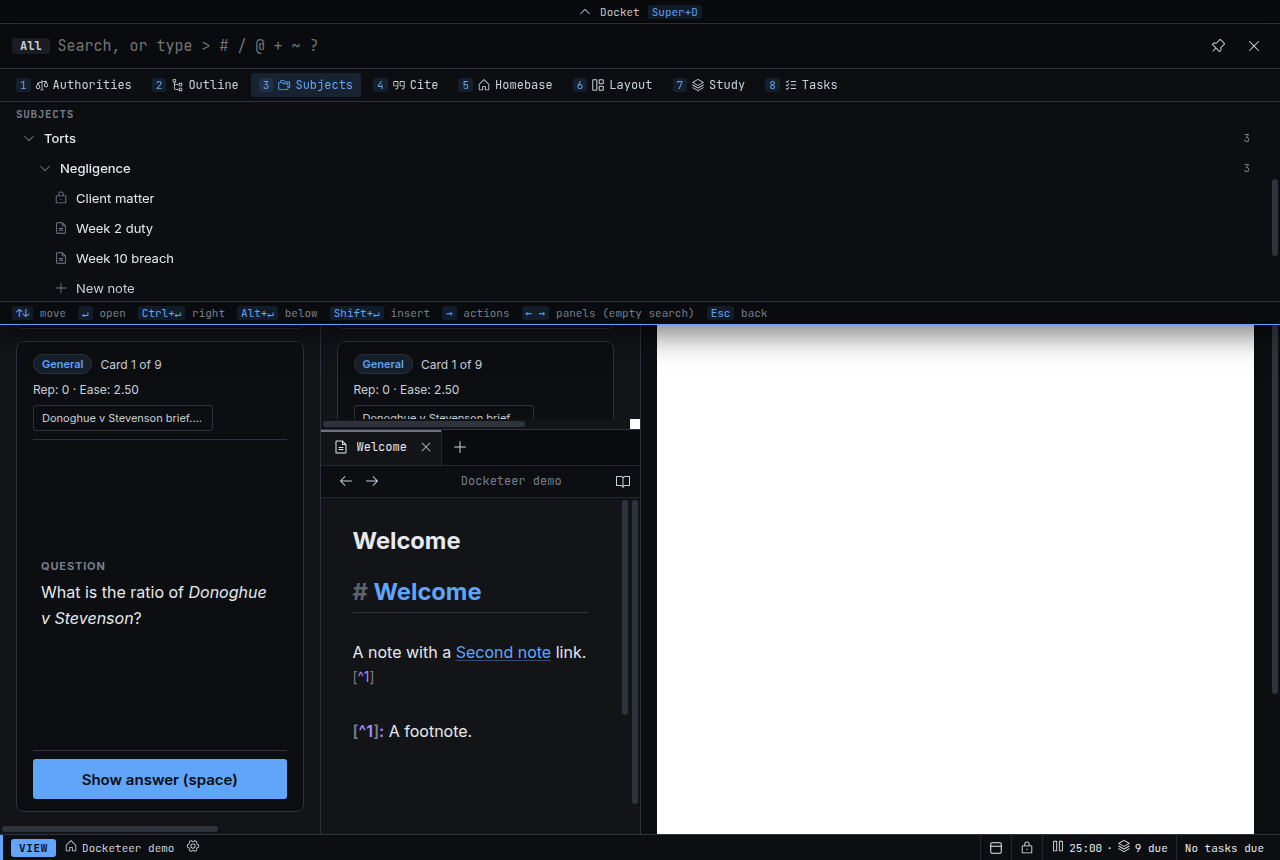 Docket Super+D
All Search, or type > # / @ + ~ ?
1 Authorities 2 Outline 3 Subjects 4 Cite 5 Homebase 6 Layout 7 Study 8 Tasks
SUBJECTS
Torts 3
Negligence 3
Client matter
Week 2 duty
Week 10 breach
New note
↑↓ move ↵ open Ctrl+↵ right Alt+↵ below Shift+↵ insert → actions ← → panels (empty search) Esc back
General Card 1 of 9
Rep: 0 · Ease: 2.50
Donoghue v Stevenson brief....
QUESTION
What is the ratio of Donoghue
v Stevenson?
Show answer (space)
General Card 1 of 9
Rep: 0 · Ease: 2.50
Donoghue v Stevenson brief....
Welcome
Docketeer demo
Welcome
# Welcome
A note with a Second note link.
[^1]
[^1]: A footnote.
VIEW Docketeer demo 25:00 · 9 due No tasks due